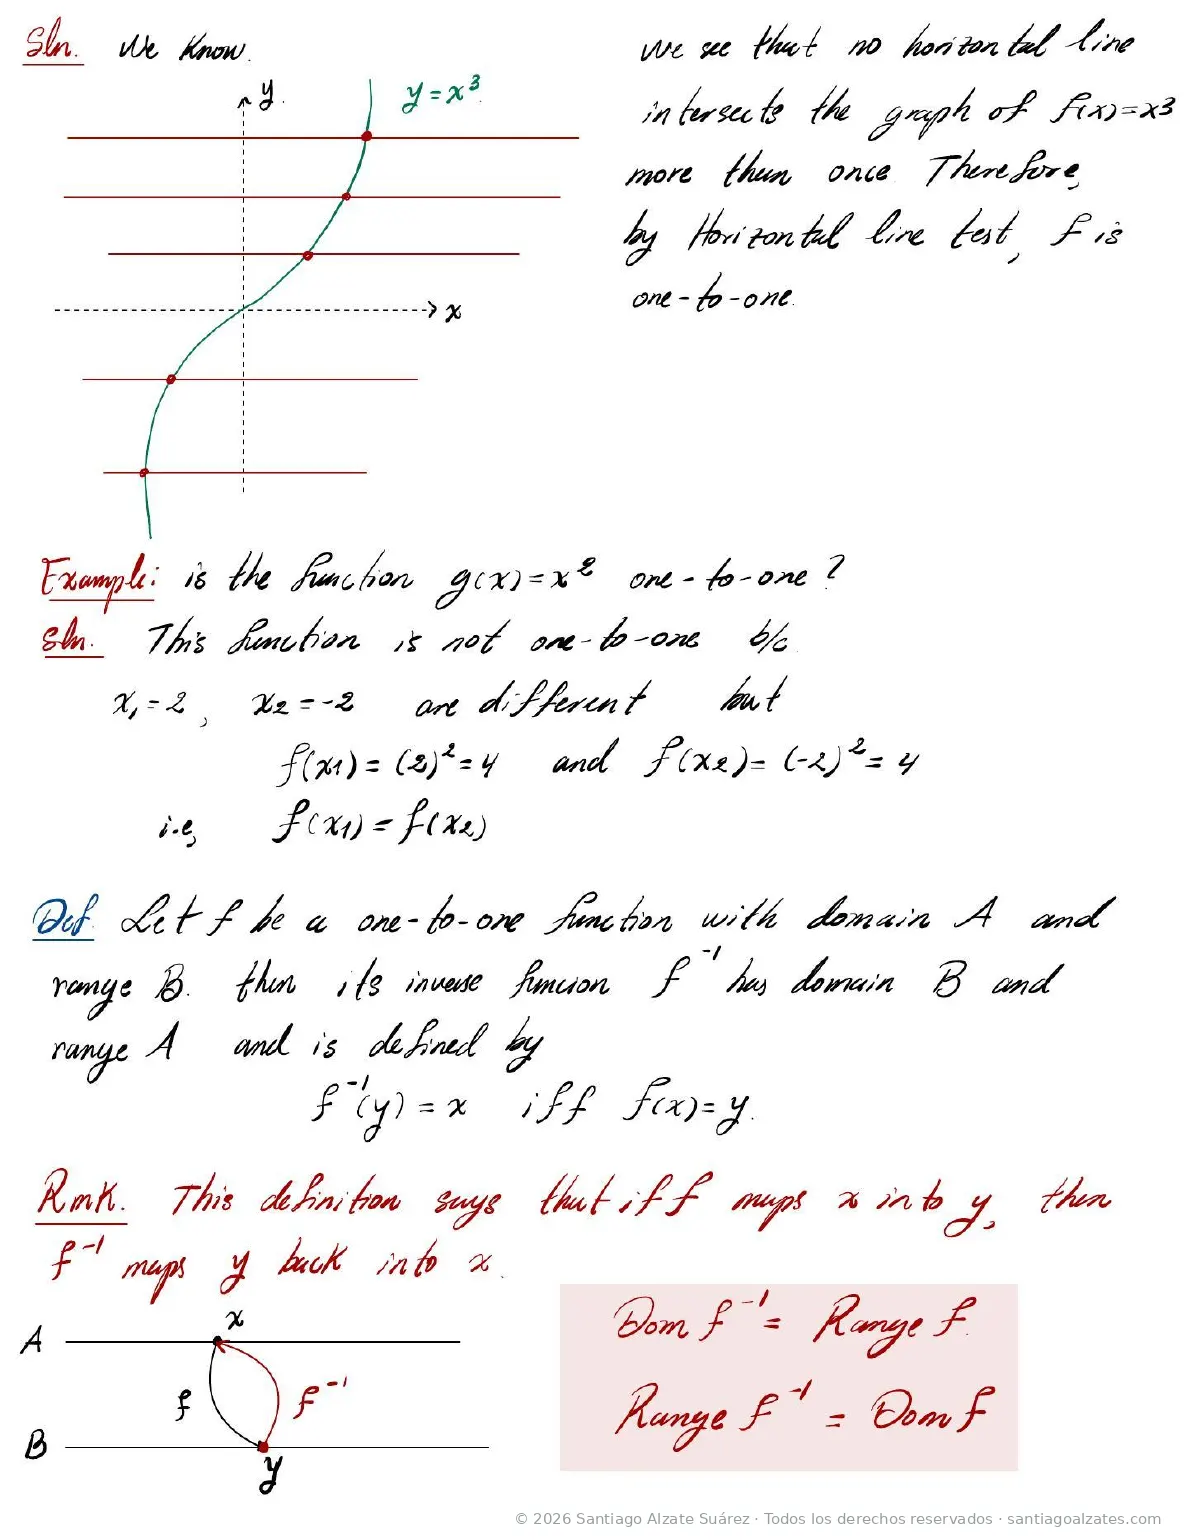 Sln. We Know.
y.
y = x³.
x
we see that no horizontal line
intersects the graph of f(x)=x3
more than once Therefore,
by Horizontal line test, f is
one-to-one.
Example: is the function g(x)=x² one-to-one?
Sln. This function is not one-to-one b/c
x₁=2, x₂=-2 are different but
f(x1) = (2)² = 4 and f(x2) = (-2)² = 4
i.e, f(x1) = f(x2)
Def. Let f be a one-to-one function with domain A and
range B. then its inverse funcion f⁻¹ has domain B and
range A and is defined by
f⁻¹(y) = x iff f(x)=y.
RmK. This definition says that if f maps x into y, then
f⁻¹ maps y back into x.
x
A
f
f⁻¹
B
y
Dom f⁻¹ = Range f.
Range f⁻¹ = Dom f
© 2026 Santiago Alzate Suárez · Todos los derechos reservados · santiagoalzates.com